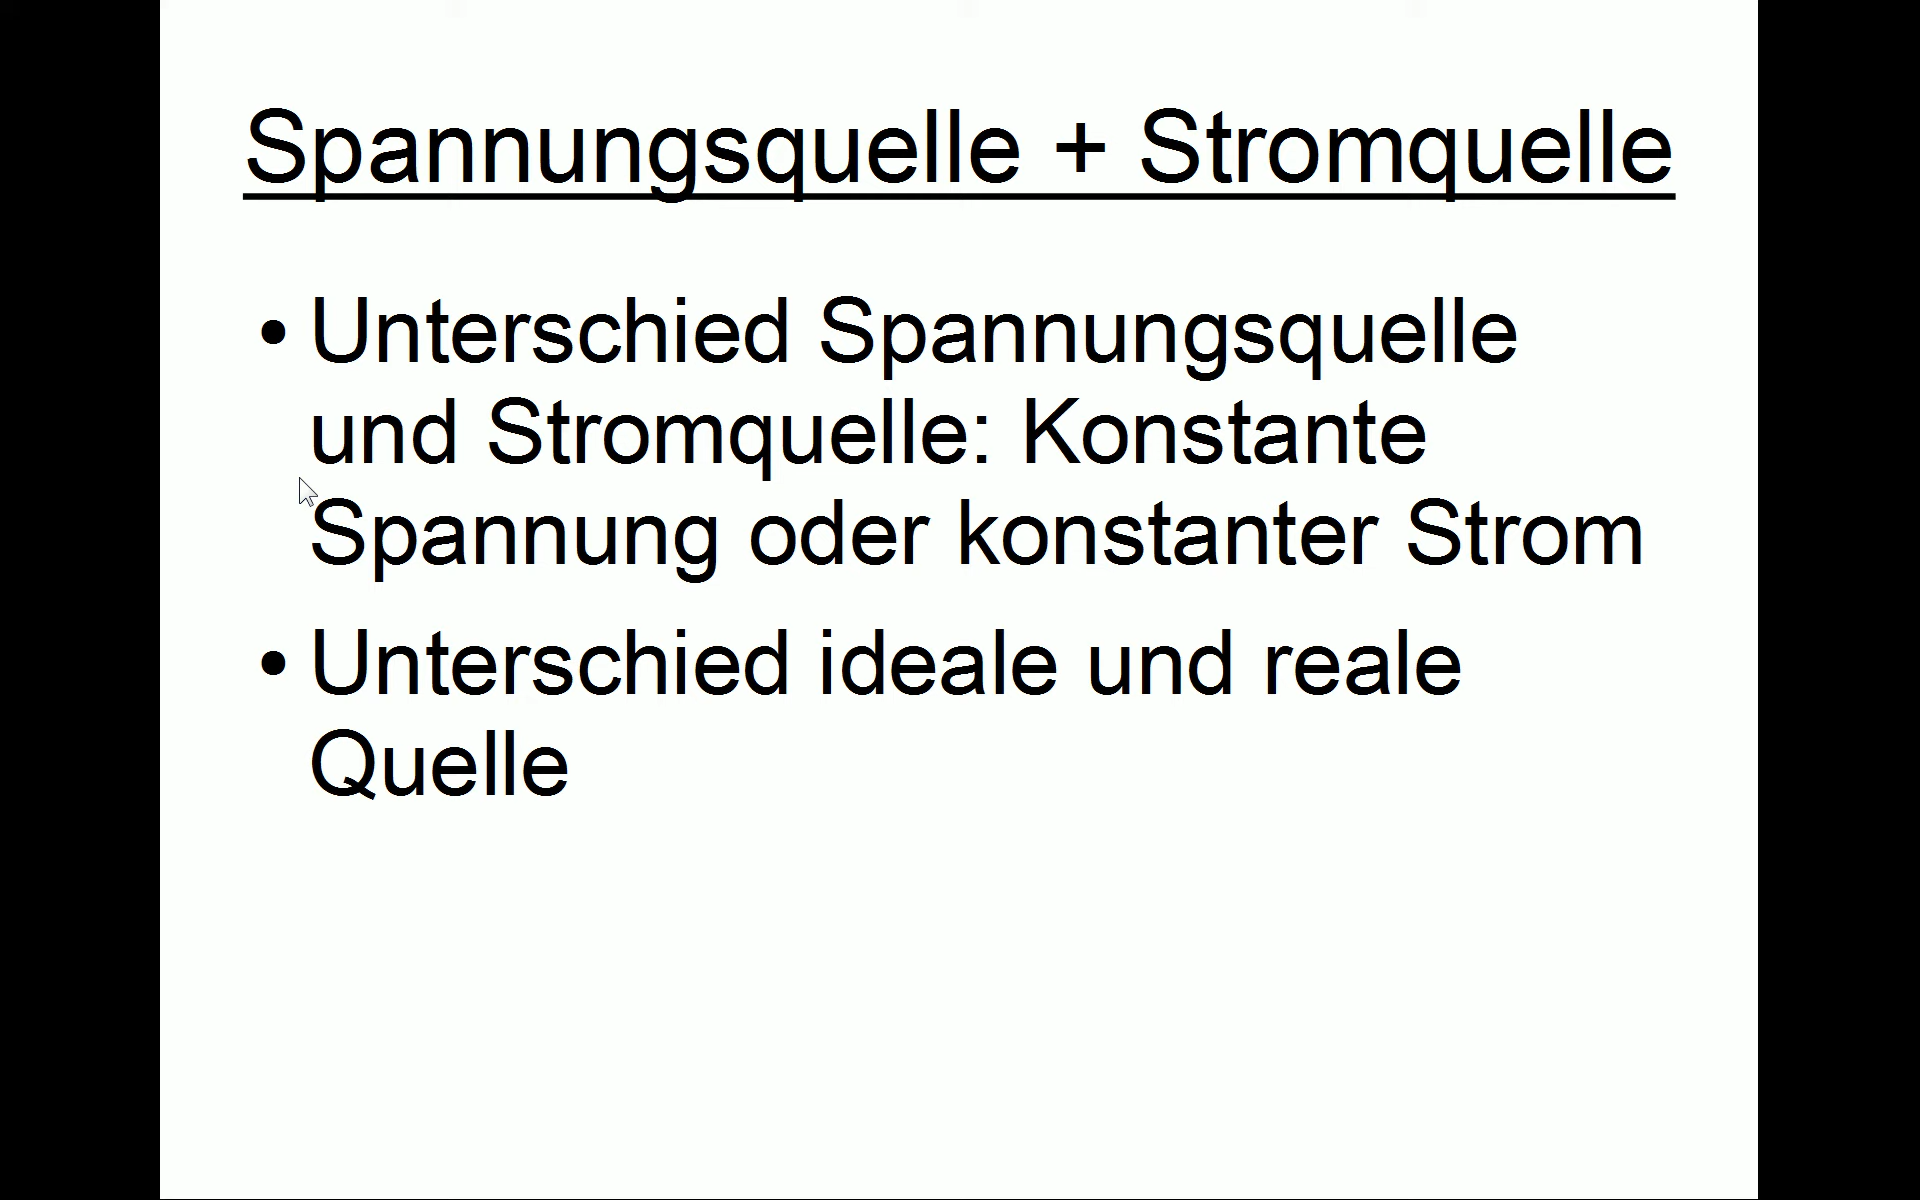 Spannungsquelle + Stromquelle
• Unterschied Spannungsquelle
und Stromquelle: Konstante
Spannung oder konstanter Strom
• Unterschied ideale und reale
Quelle